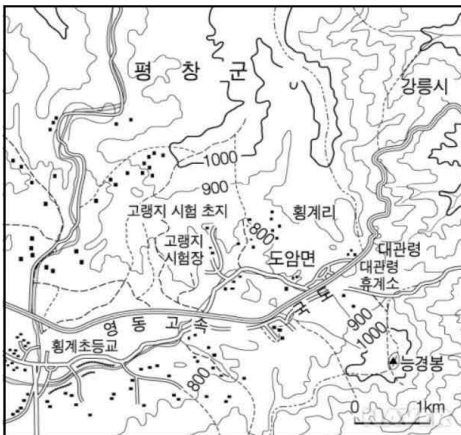 평창군
강릉시
1000
900
고랭지 시험 초지
횡계리
고랭지
시험장
800
도암면
대관령
대관령
휴게소
영동고속국도
900
1000
횡계초등학교
능경봉
800
0 1km